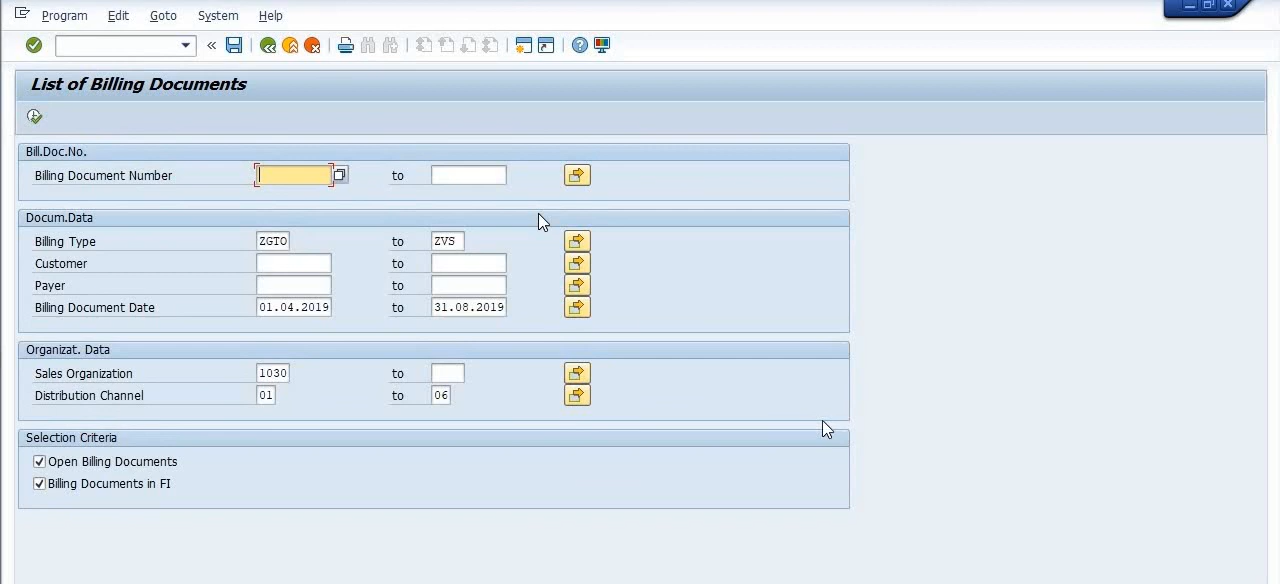 Program Edit Goto System Help
List of Billing Documents
Bill.Doc.No.
Billing Document Number to
Docum.Data
Billing Type ZGTO to ZVS
Customer to
Payer to
Billing Document Date 01.04.2019 to 31.08.2019
Organizat. Data
Sales Organization 1030 to
Distribution Channel 01 to 06
Selection Criteria
Open Billing Documents
Billing Documents in FI